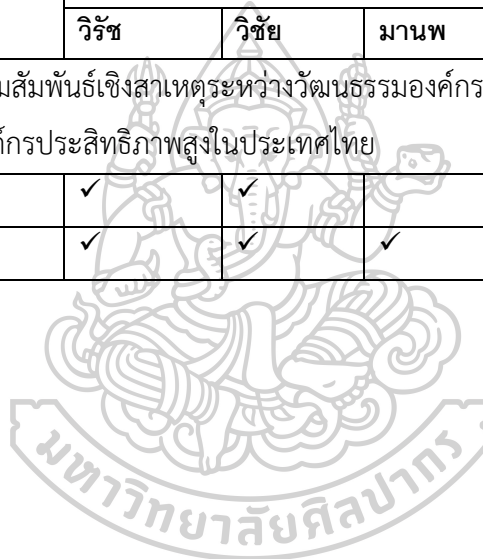 วิรัช วิชัย มานพ
มสัมพันธ์เชิงสาเหตุระหว่างวัฒนธรรมองค์กร
ค์กรประสิทธิภาพสูงในประเทศไทย
✓ ✓
✓ ✓ ✓
มหาวิทยาลัยศิลปากร